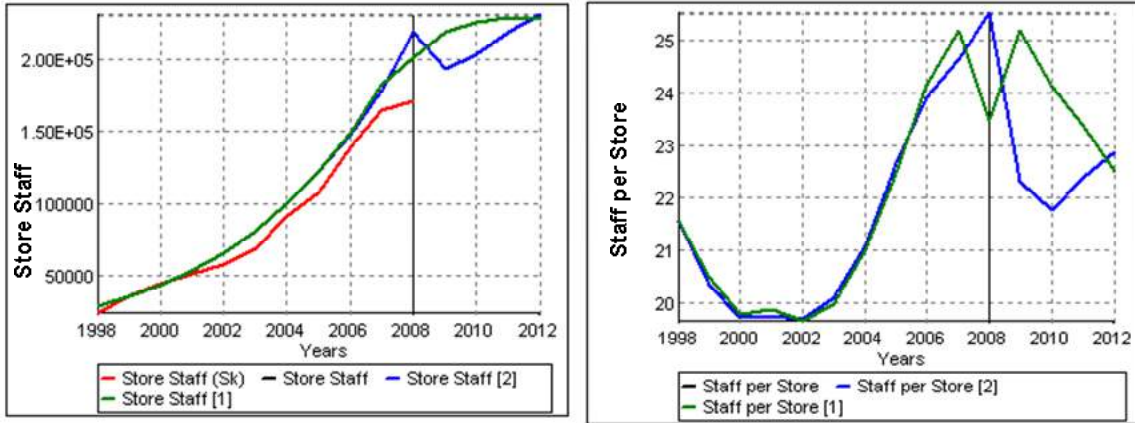 Store Staff
2.00E+05
1.50E+05
100000
50000
1998 2000 2002 2004 2006 2008 2010 2012
Years
Store Staff (Sk) Store Staff Store Staff [2]
Store Staff [1]
Staff per Store
25
24
23
22
21
20
1998 2000 2002 2004 2006 2008 2010 2012
Years
Staff per Store Staff per Store [2]
Staff per Store [1]